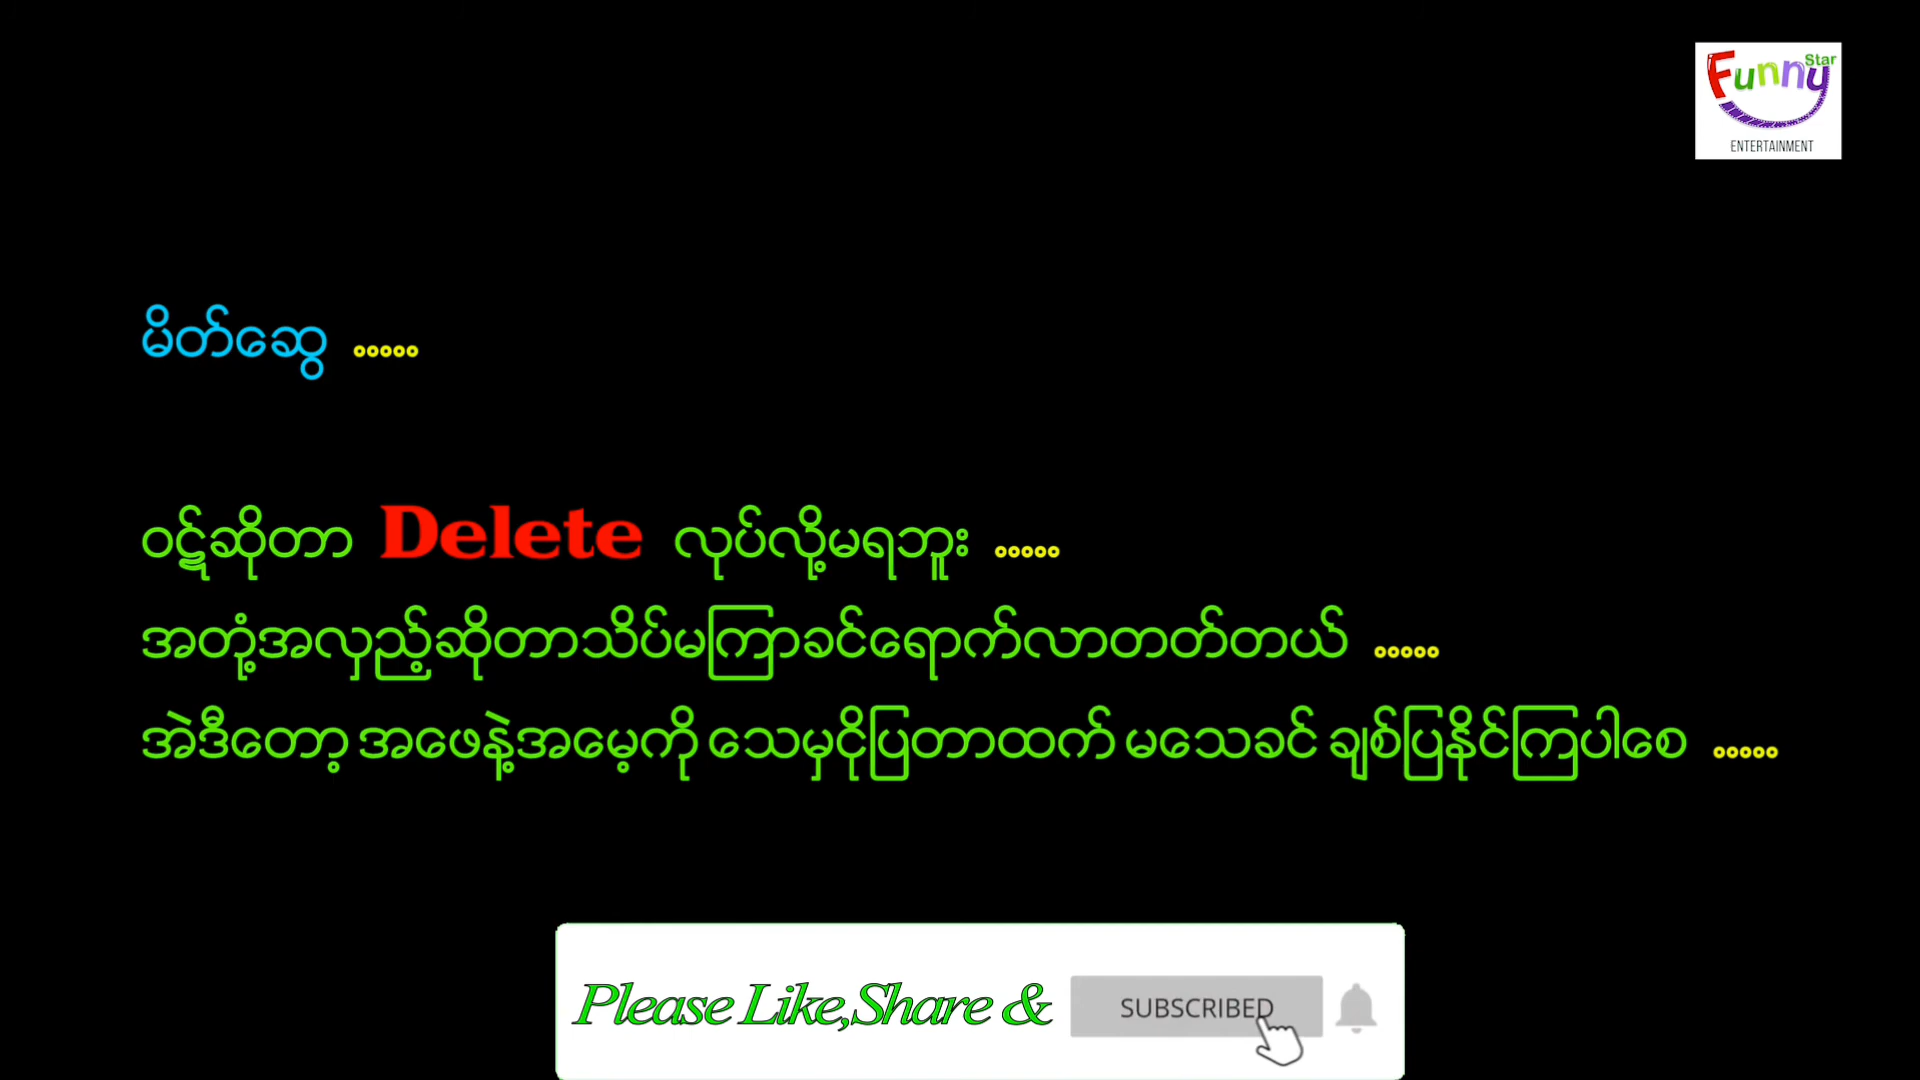 Funny Star
ENTERTAINMENT
မိတ်ဆွေ .....
ဝဋ်ဆိုတာ Delete လုပ်လို့မရဘူး .....
အတုံ့အလှည့်ဆိုတာသိပ်မကြာခင်ရောက်လာတတ်တယ် .....
အဲဒီတော့ အဖေနဲ့အမေ့ကို သေမှငိုပြတာထက် မသေခင် ချစ်ပြနိုင်ကြပါစေ .....
Please Like,Share & SUBSCRIBED